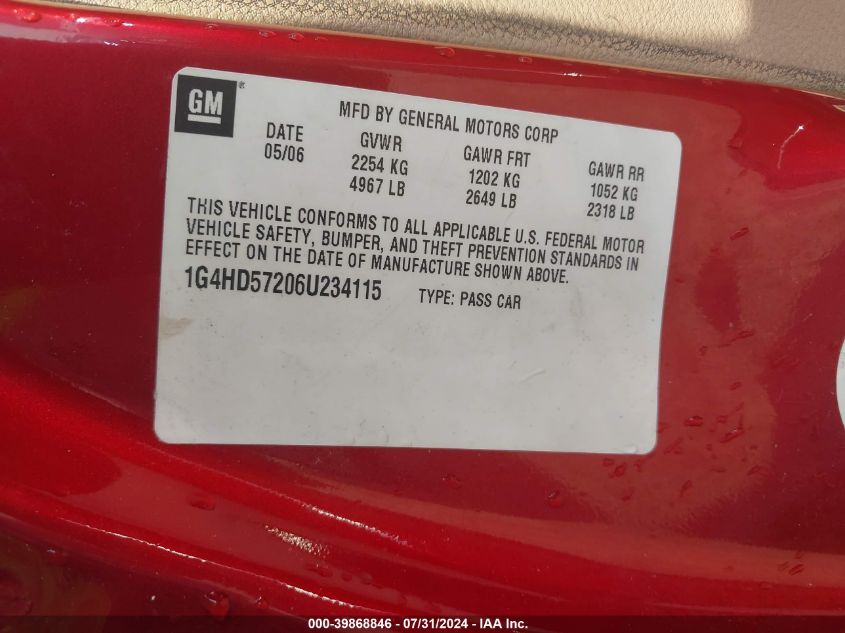 GM ®
MFD BY GENERAL MOTORS CORP
DATE GVWR GAWR FRT GAWR RR
05/06 2254 KG 1202 KG 1052 KG
4967 LB 2649 LB 2318 LB
THIS VEHICLE CONFORMS TO ALL APPLICABLE U.S. FEDERAL MOTOR
VEHICLE SAFETY, BUMPER, AND THEFT PREVENTION STANDARDS IN
EFFECT ON THE DATE OF MANUFACTURE SHOWN ABOVE.
1G4HD57206U234115 TYPE: PASS CAR
000-39868846 - 07/31/2024 - IAA, Inc.